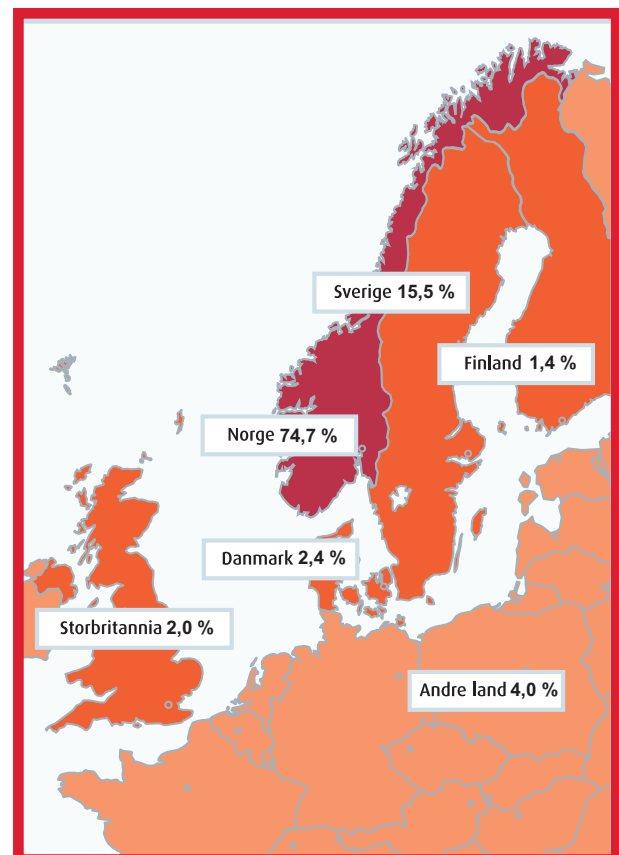 Sverige 15,5 %
Finland 1,4 %
Norge 74,7 %
Danmark 2,4 %
Storbritannia 2,0 %
Andre land 4,0 %